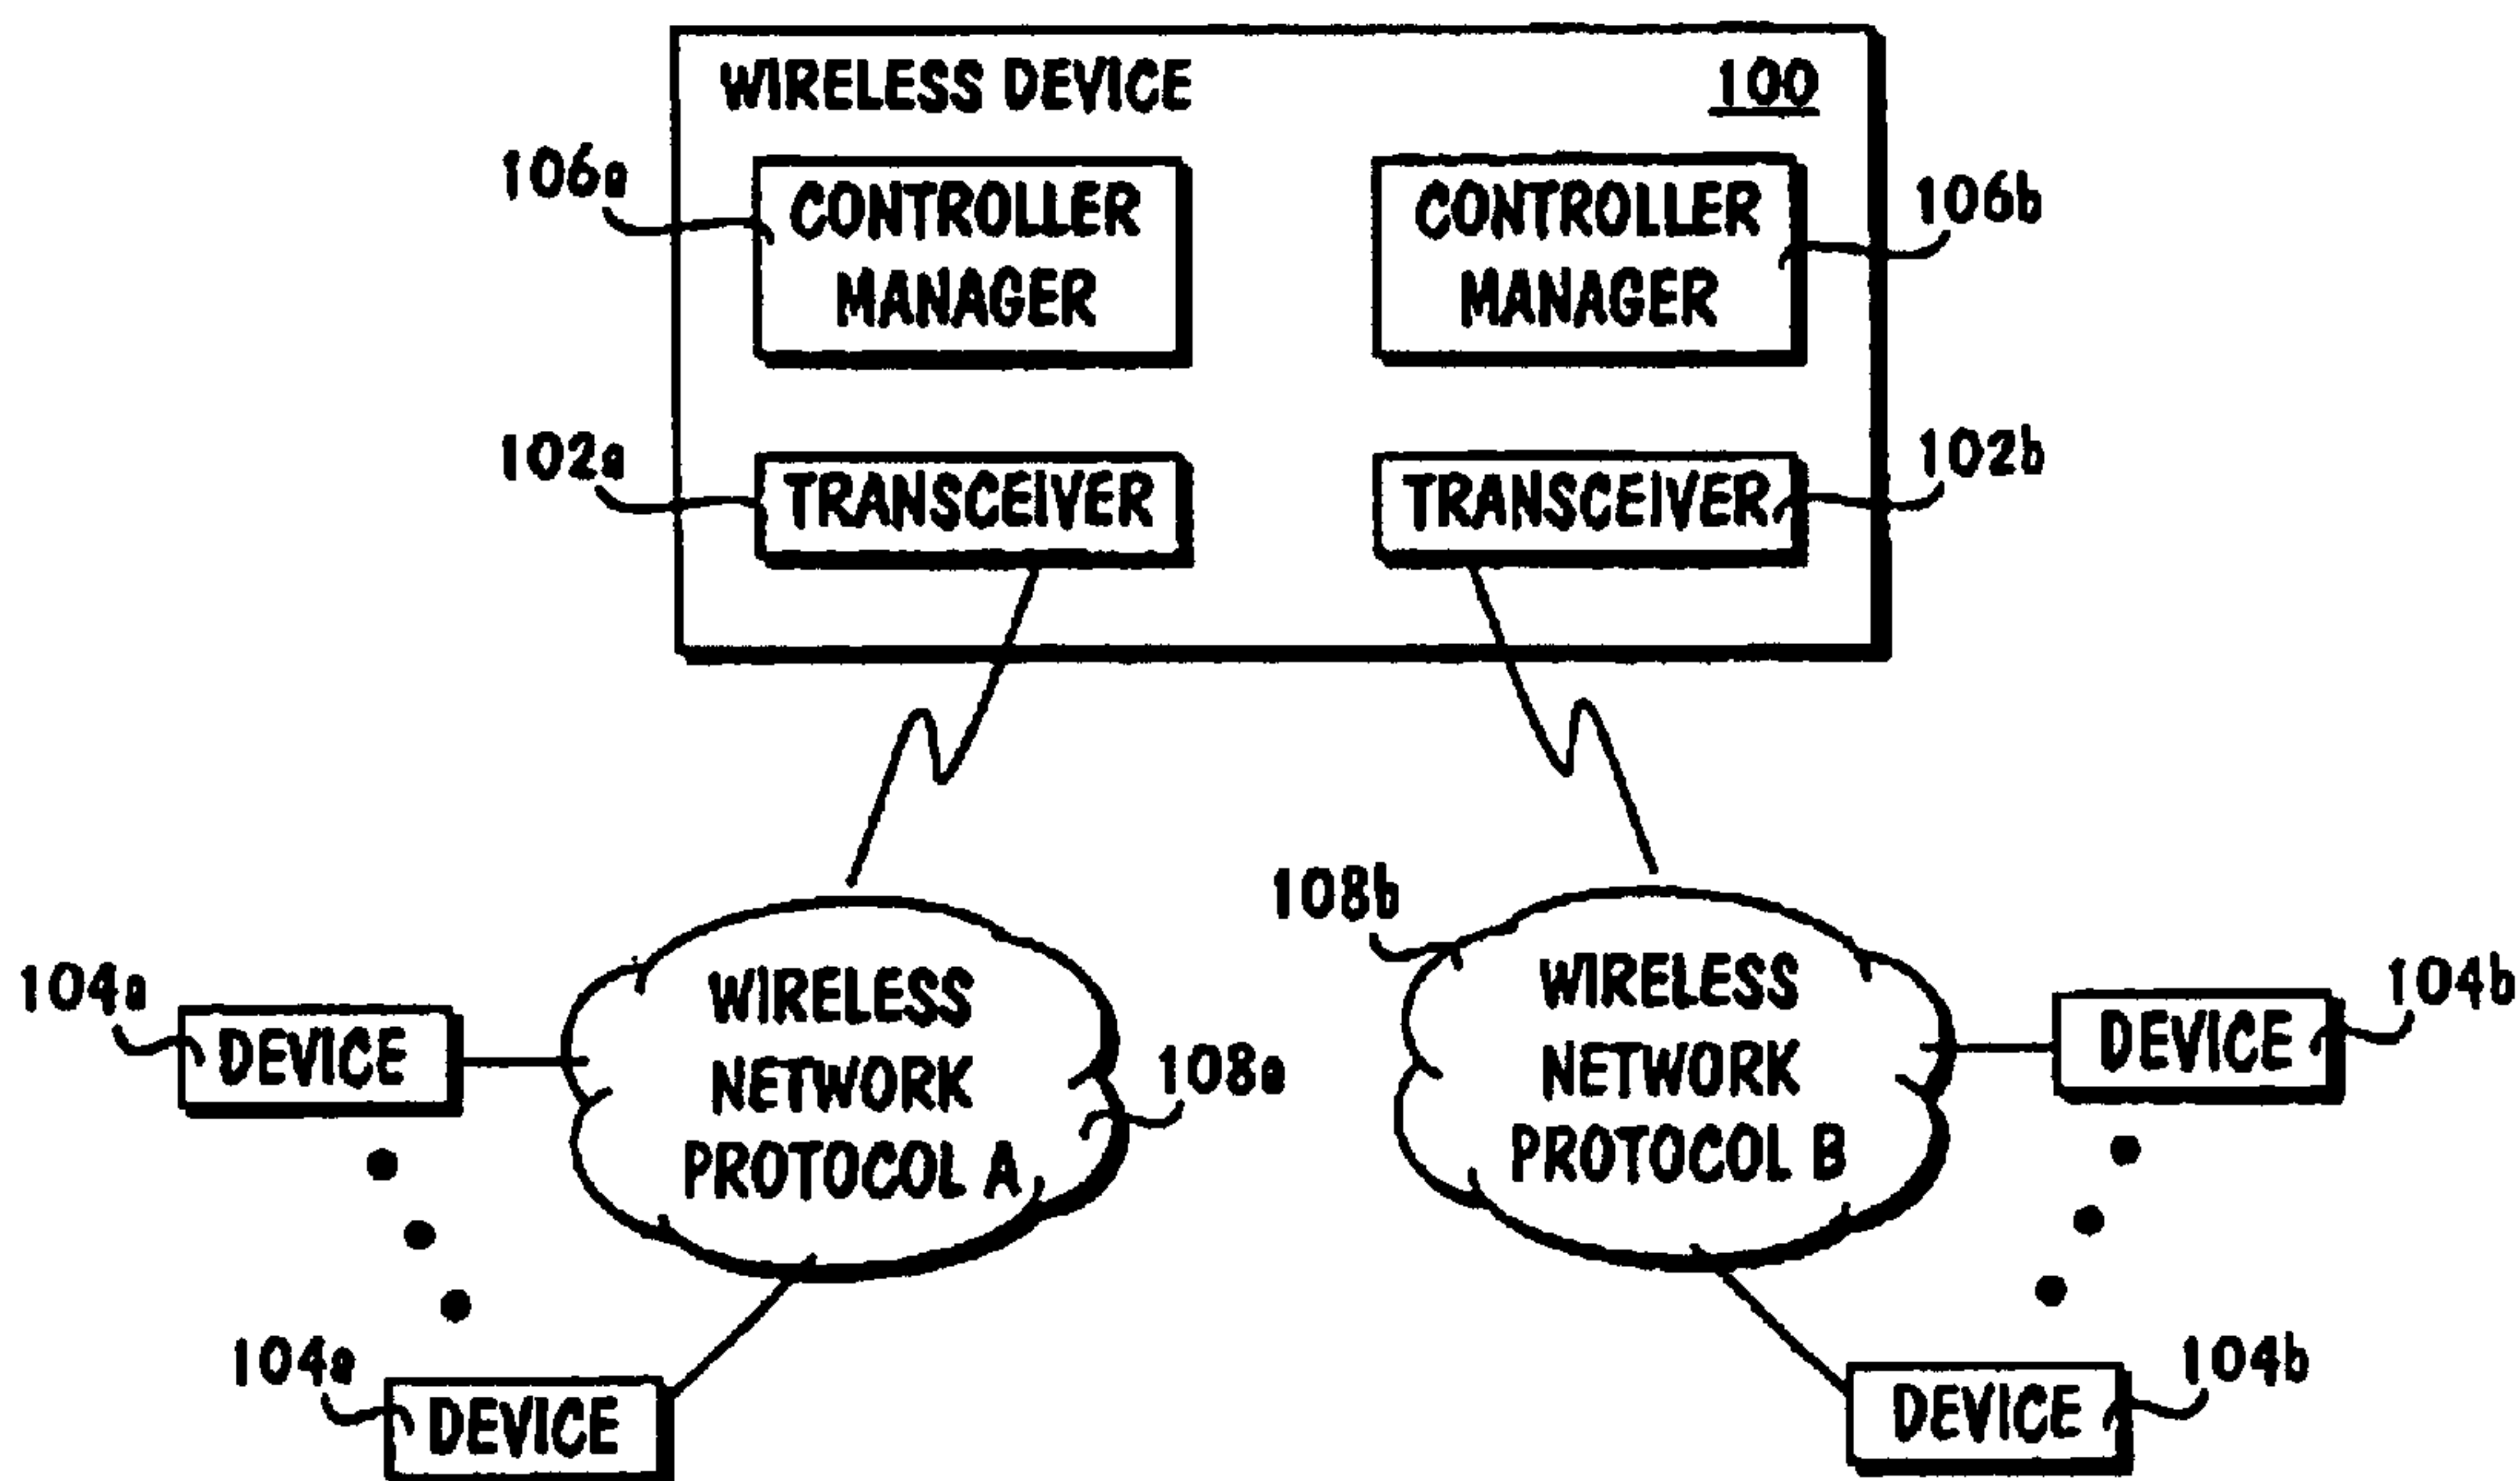 WIRELESS DEVICE
100
106a
CONTROLLER
MANAGER
CONTROLLER
MANAGER
106b
102a
TRANSCEIVER
TRANSCEIVER
102b
108b
104a
DEVICE
WIRELESS
NETWORK
PROTOCOL A
108a
WIRELESS
NETWORK
PROTOCOL B
DEVICE
104b
104a
DEVICE
104b
DEVICE